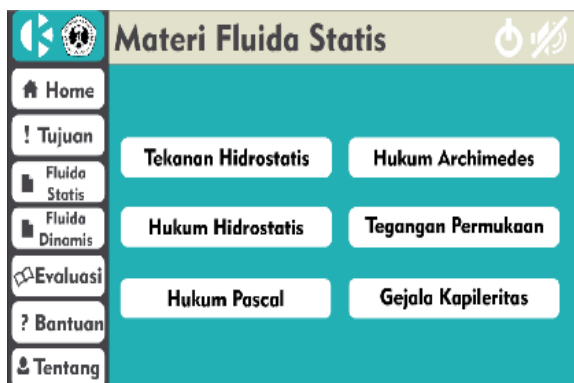 Materi Fluida Statis
Home
! Tujuan
Fluida
Statis
Fluida
Dinamis
Evaluasi
? Bantuan
Tentang
Tekanan Hidrostatis
Hukum Archimedes
Hukum Hidrostatis
Tegangan Permukaan
Hukum Pascal
Gejala Kapileritas